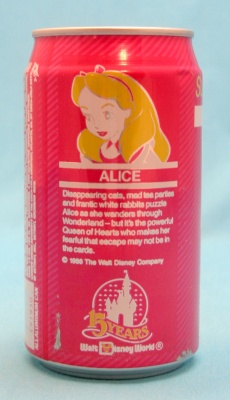 ALICE
Disappearing cats, mad tea parties
and frantic white rabbits puzzle
Alice as she wanders through
Wonderland – but it's the powerful
Queen of Hearts who makes her
fearful that escape may not be in
the cards.
© 1986 The Walt Disney Company
15 YEARS
Walt Disney World®